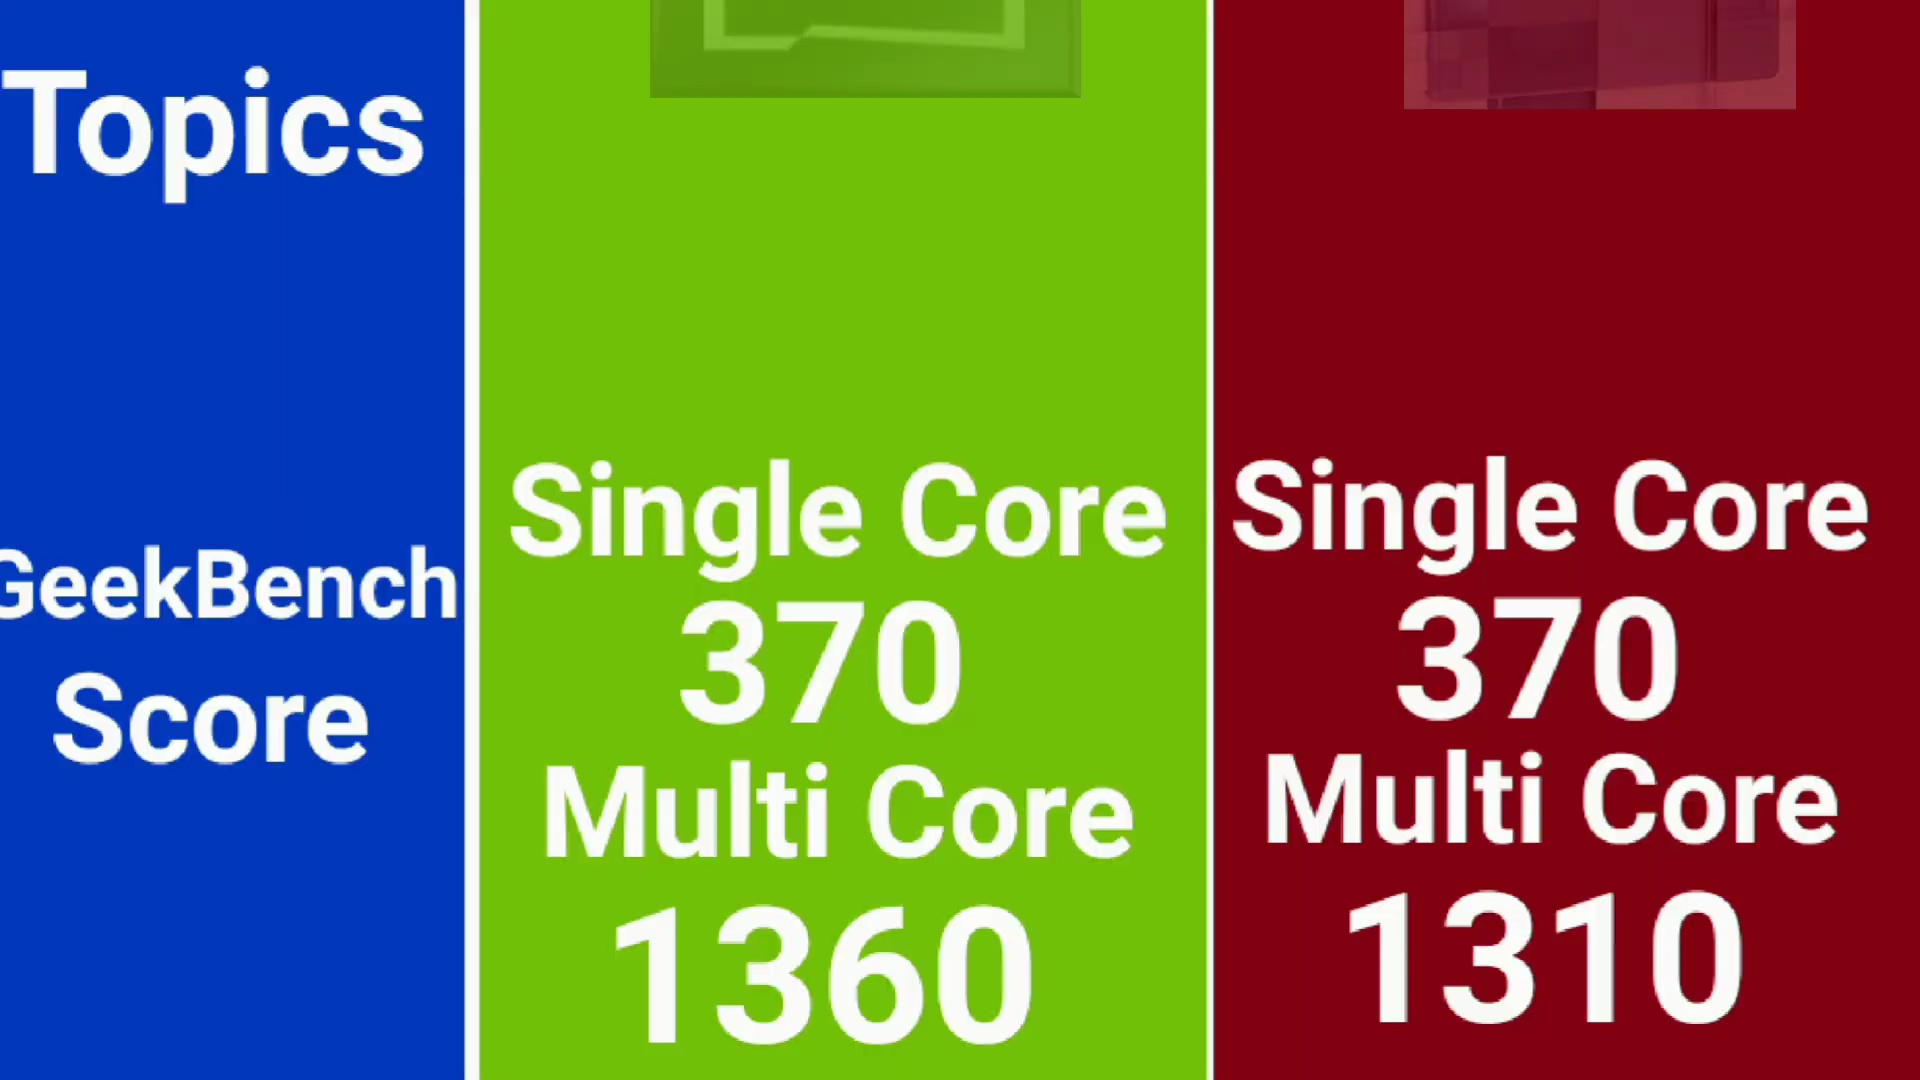 Topics
GeekBench
Score
Single Core
370
Multi Core
1360
Single Core
370
Multi Core
1310